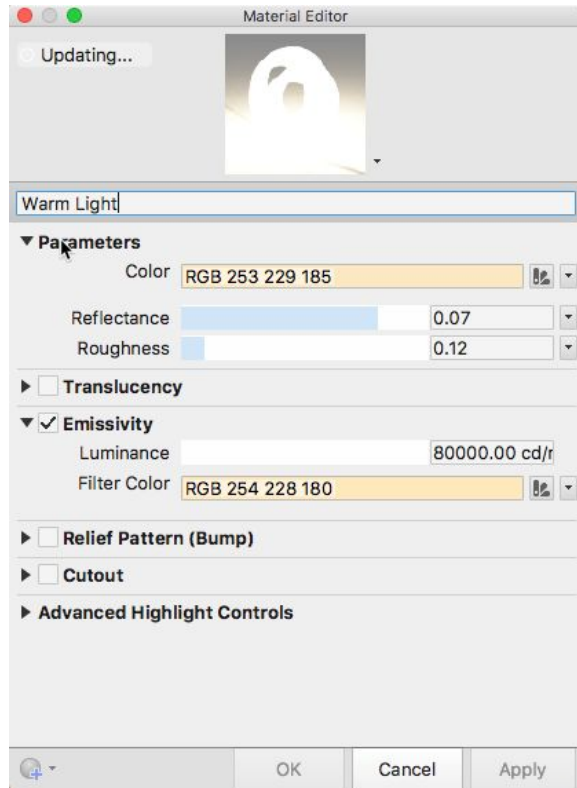 Material Editor
Updating...
Warm Light
Parameters
Color RGB 253 229 185
Reflectance 0.07
Roughness 0.12
Translucency
Emissivity
Luminance 80000.00 cd/r
Filter Color RGB 254 228 180
Relief Pattern (Bump)
Cutout
Advanced Highlight Controls
OK Cancel Apply